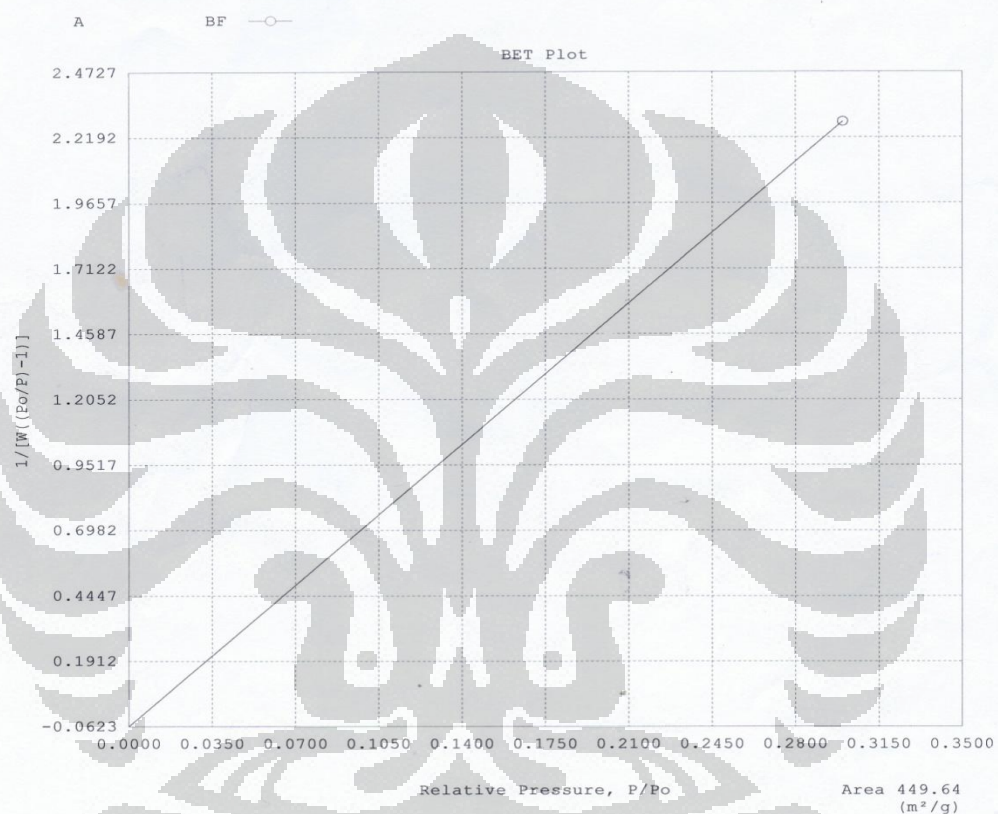 A BF
BET Plot
2.4727
2.2192
1.9657
1.7122
1.4587
1.2052
0.9517
0.6982
0.4447
0.1912
-0.0623
1/[W((Po/P)-1)]
0.0000 0.0350 0.0700 0.1050 0.1400 0.1750 0.2100 0.2450 0.2800 0.3150 0.3500
Relative Pressure, P/Po
Area 449.64
(m²/g)